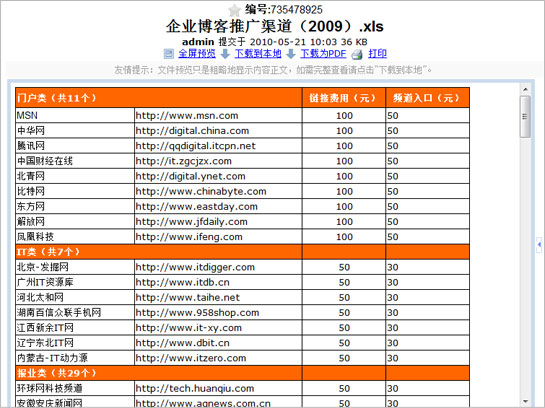 编号:735478925
企业博客推广渠道（2009）.xls
admin 提交于 2010-05-21 10:03 36 KB
全屏预览 下载到本地 下载为PDF 打印
友情提示：文件预览只是粗略地显示内容正文，如需完整查看请点击"下载到本地"。
门户类（共11个） 链接费用（元） 频道入口（元）
MSN http://www.msn.com 100 50
中华网 http://digital.china.com 100 50
腾讯网 http://qqdigital.itcpn.net 100 50
中国财经在线 http://it.zgcjzx.com 100 50
北青网 http://digital.ynet.com 100 50
比特网 http://www.chinabyte.com 100 50
东方网 http://www.eastday.com 100 50
解放网 http://www.jfdaily.com 100 50
凤凰科技 http://www.ifeng.com 100 50
IT类（共7个）
北京-发掘网 http://www.itdigger.com 50 30
广州IT资源库 http://www.itdb.cn 50 30
河北太和网 http://www.taihe.net 50 30
湖南百信众联手机网 http://www.958shop.com 50 30
江西新余IT网 http://www.it-xy.com 50 30
辽宁东北IT网 http://www.dbit.cn 50 30
内蒙古-IT动力源 http://www.itzero.com 50 30
报业类（共29个）
环球网科技频道 http://tech.huanqiu.com 50 30
安徽安庆新闻网 http://www.aqnews.com.cn 50 30